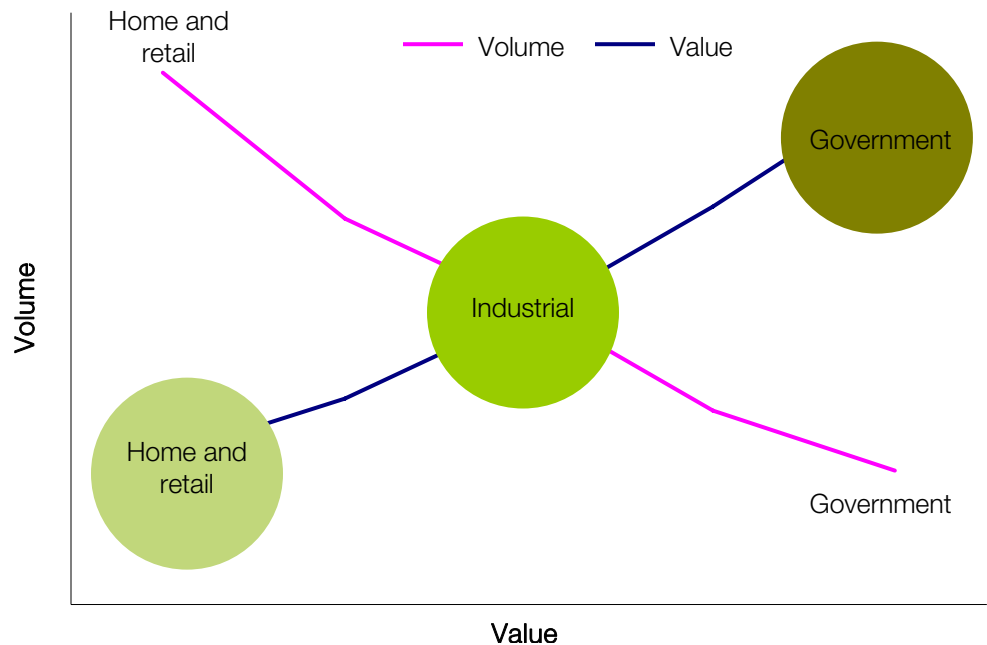 Home and
retail
Volume
Value
Government
Industrial
Volume
Home and
retail
Government
Value